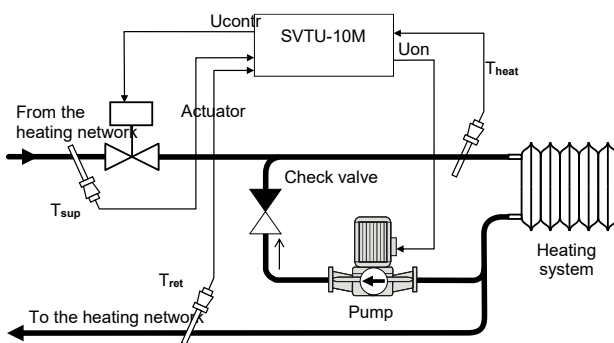 Ucontr
SVTU-10M
Uon
Theat
From the
heating network
Actuator
Tsup
Check valve
Heating
system
Tret
To the heating network
Pump